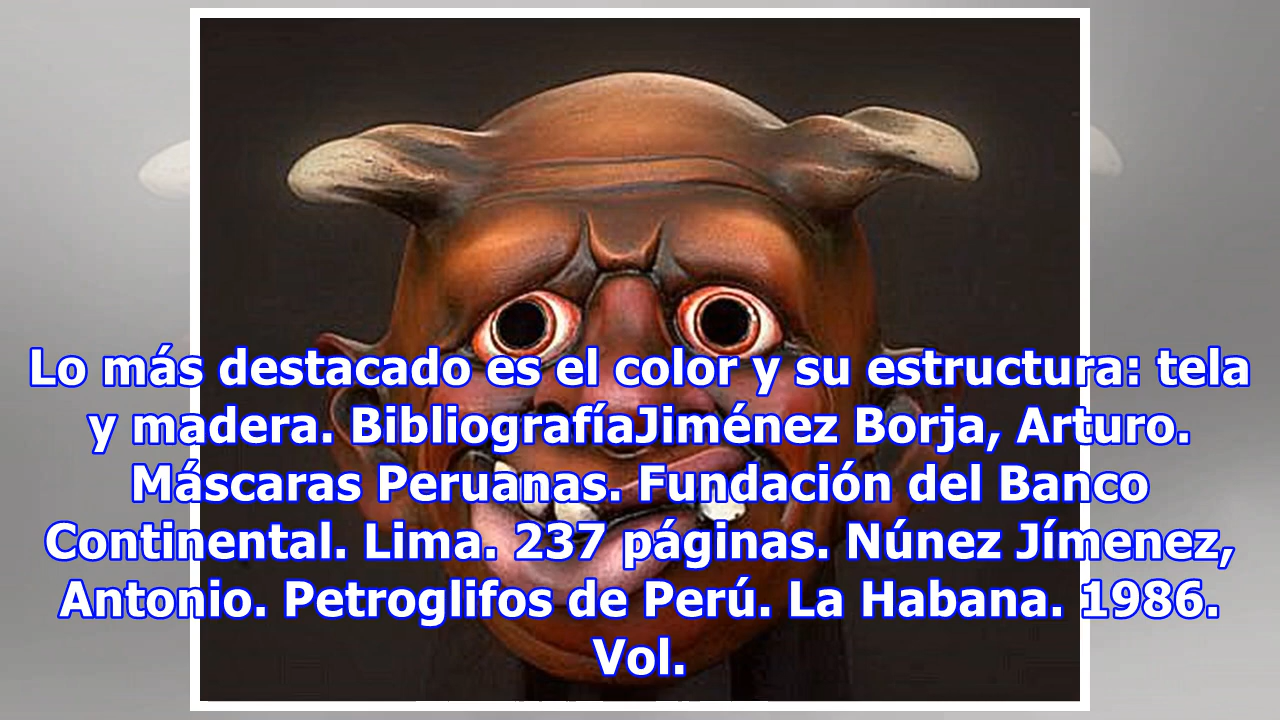 Lo más destacado es el color y su estructura: tela
y madera. BibliografíaJiménez Borja, Arturo.
Máscaras Peruanas. Fundación del Banco
Continental. Lima. 237 páginas. Núnez Jímenez,
Antonio. Petroglifos de Perú. La Habana. 1986.
Vol.